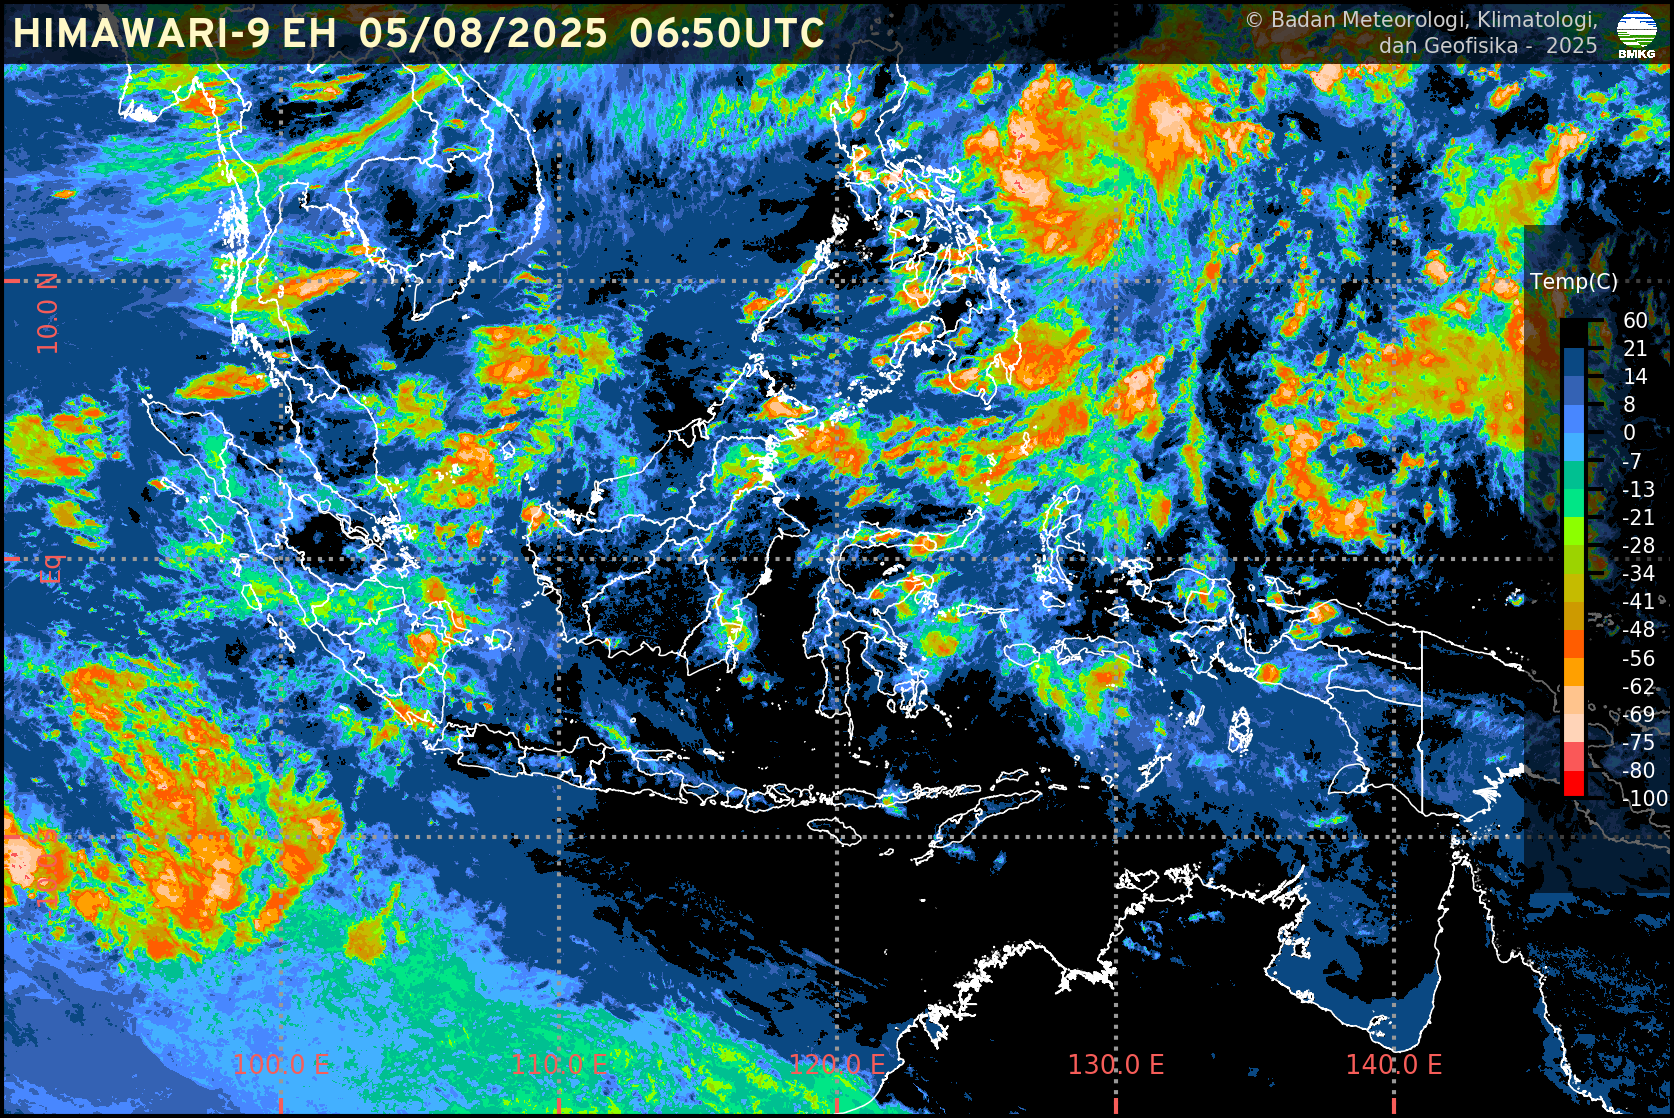 HIMAWARI-9 EH 05/08/2025 06:50UTC
© Badan Meteorologi, Klimatologi,
dan Geofisika - 2025
BMKG
Temp(C)
60
21
14
8
0
-7
-13
-21
-28
-34
-41
-48
-56
-62
-69
-75
-80
-100
10.0 N
Eq
100.0 E
110.0 E
120.0 E
130.0 E
140.0 E